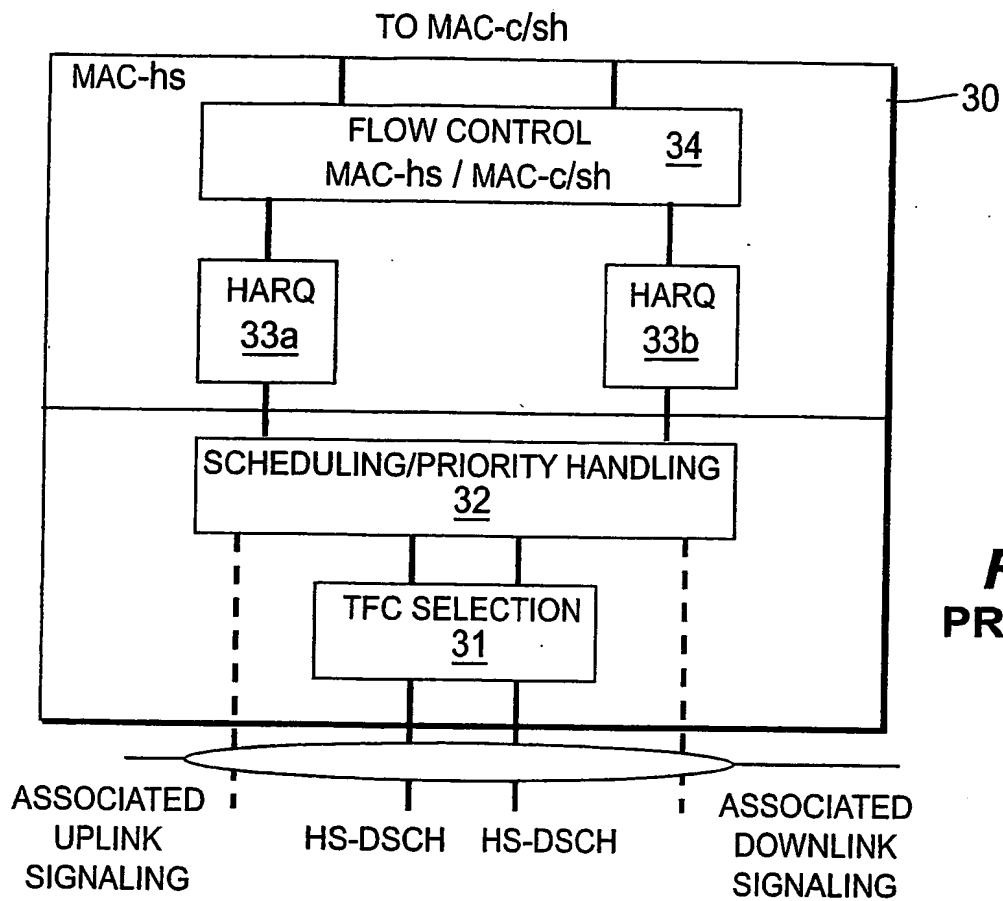 TO MAC-c/sh
MAC-hs
30
FLOW CONTROL 34
MAC-hs / MAC-c/sh
HARQ
33a
HARQ
33b
SCHEDULING/PRIORITY HANDLING
32
TFC SELECTION
31
PR
ASSOCIATED
UPLINK
SIGNALING
HS-DSCH
HS-DSCH
ASSOCIATED
DOWNLINK
SIGNALING